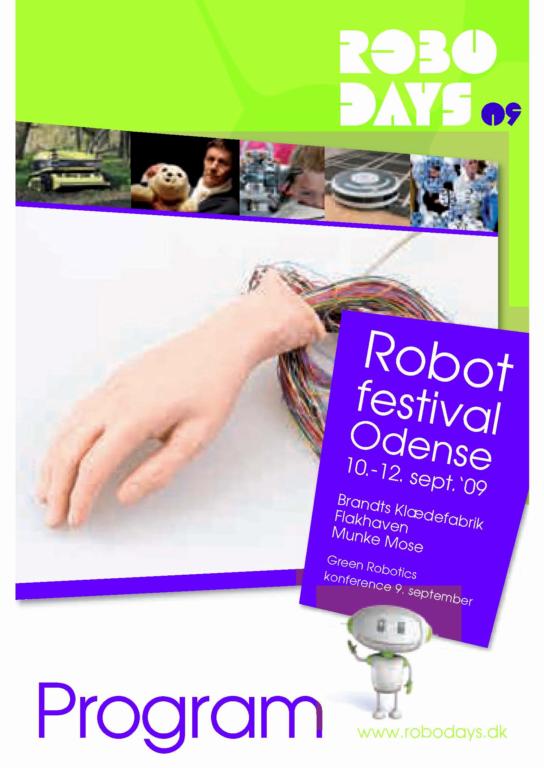 ROBO
DAYS 09
Robot
festival
Odense
10.-12. sept. '09
Brandts Klædefabrik
Flakhaven
Munke Mose
Green Robotics
konference 9. september
Program
www.robodays.dk